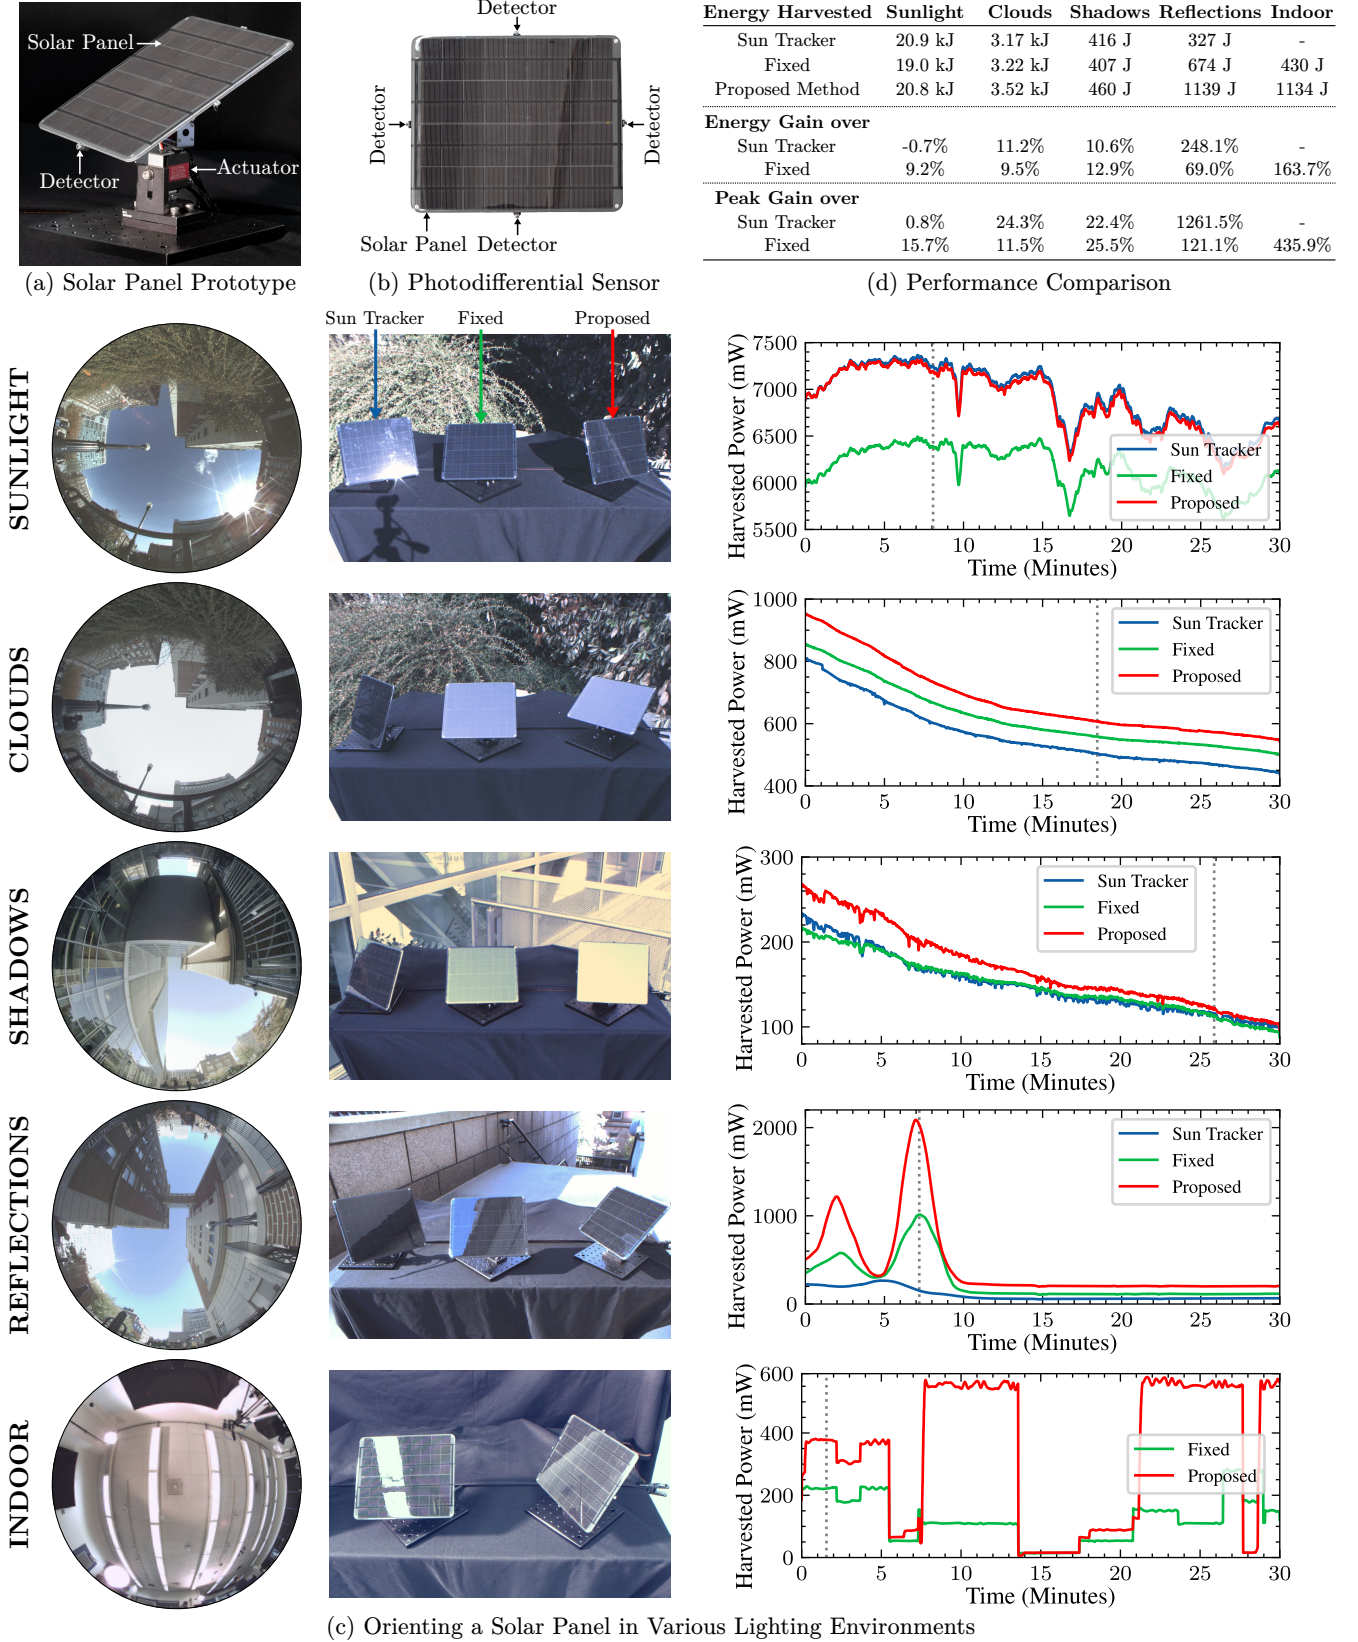 Solar Panel
Detector
Actuator
(a) Solar Panel Prototype
Detector
Detector
Detector
Solar Panel Detector
(b) Photodifferential Sensor
Energy Harvested Sunlight Clouds Shadows Reflections Indoor
Sun Tracker 20.9 kJ 3.17 kJ 416 J 327 J -
Fixed 19.0 kJ 3.22 kJ 407 J 674 J 430 J
Proposed Method 20.8 kJ 3.52 kJ 460 J 1139 J 1134 J
Energy Gain over
Sun Tracker -0.7% 11.2% 10.6% 248.1% -
Fixed 9.2% 9.5% 12.9% 69.0% 163.7%
Peak Gain over
Sun Tracker 0.8% 24.3% 22.4% 1261.5% -
Fixed 15.7% 11.5% 25.5% 121.1% 435.9%
(d) Performance Comparison
SUNLIGHT
Sun Tracker Fixed Proposed
Harvested Power (mW)
7500
7000
6500
6000
5500
Sun Tracker
Fixed
Proposed
0 5 10 15 20 25 30
Time (Minutes)
CLOUDS
Harvested Power (mW)
1000
800
600
400
Sun Tracker
Fixed
Proposed
0 5 10 15 20 25 30
Time (Minutes)
SHADOWS
Harvested Power (mW)
300
200
100
Sun Tracker
Fixed
Proposed
0 5 10 15 20 25 30
Time (Minutes)
REFLECTIONS
Harvested Power (mW)
2000
1000
0
Sun Tracker
Fixed
Proposed
0 5 10 15 20 25 30
Time (Minutes)
INDOOR
Harvested Power (mW)
600
400
200
0
Fixed
Proposed
0 5 10 15 20 25 30
Time (Minutes)
(c) Orienting a Solar Panel in Various Lighting Environments